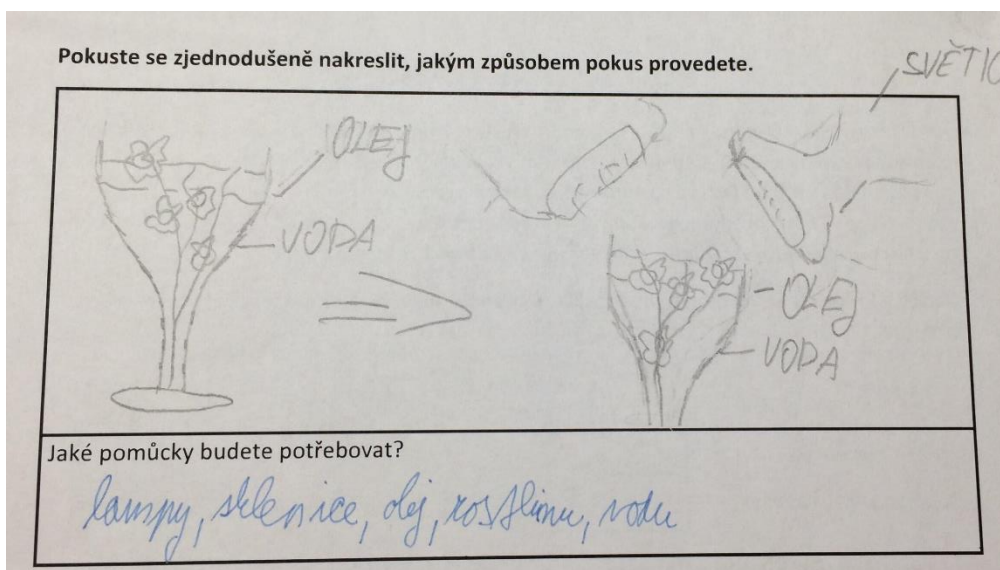 Pokuste se zjednodušeně nakreslit, jakým způsobem pokus provedete.
SVĚTIC
OLEJ
VODA
OLEJ
VODA
Jaké pomůcky budete potřebovat?
lampy, sklenice, olej, rostlinu, vodu